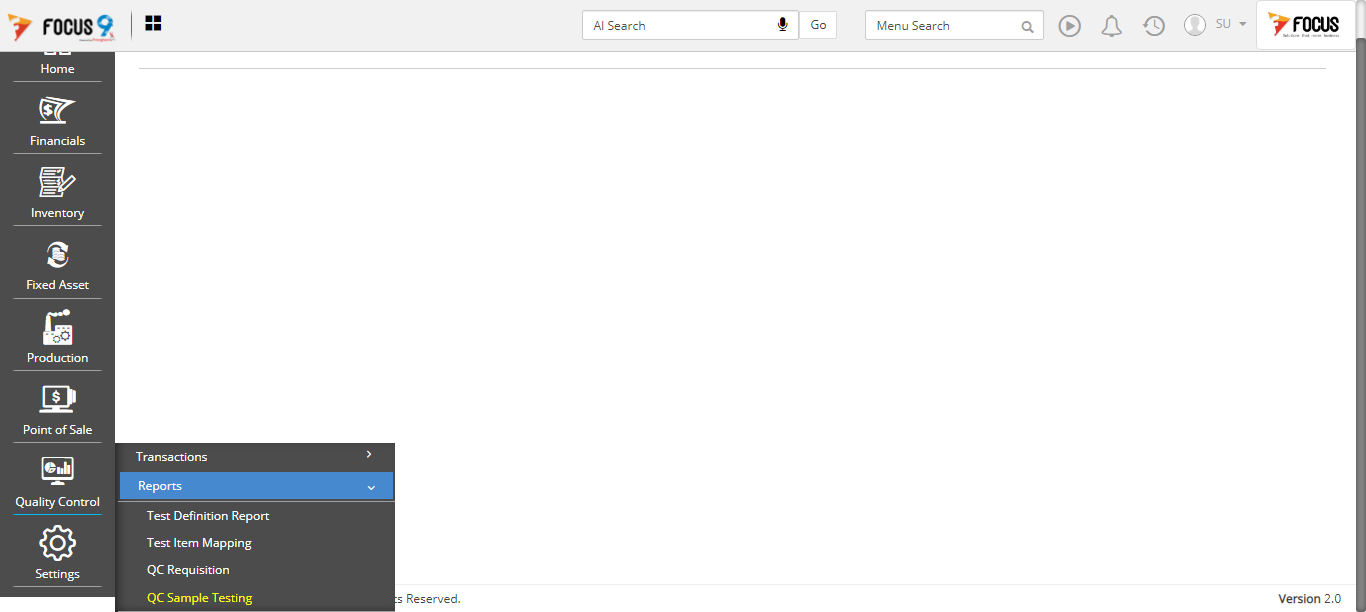 FOCUS 9
AI Search
Go
Menu Search
SU
FOCUS
Home
Financials
Inventory
Fixed Asset
Production
Point of Sale
Quality Control
Settings
Transactions
Reports
Test Definition Report
Test Item Mapping
QC Requisition
QC Sample Testing
ts Reserved.
Version 2.0